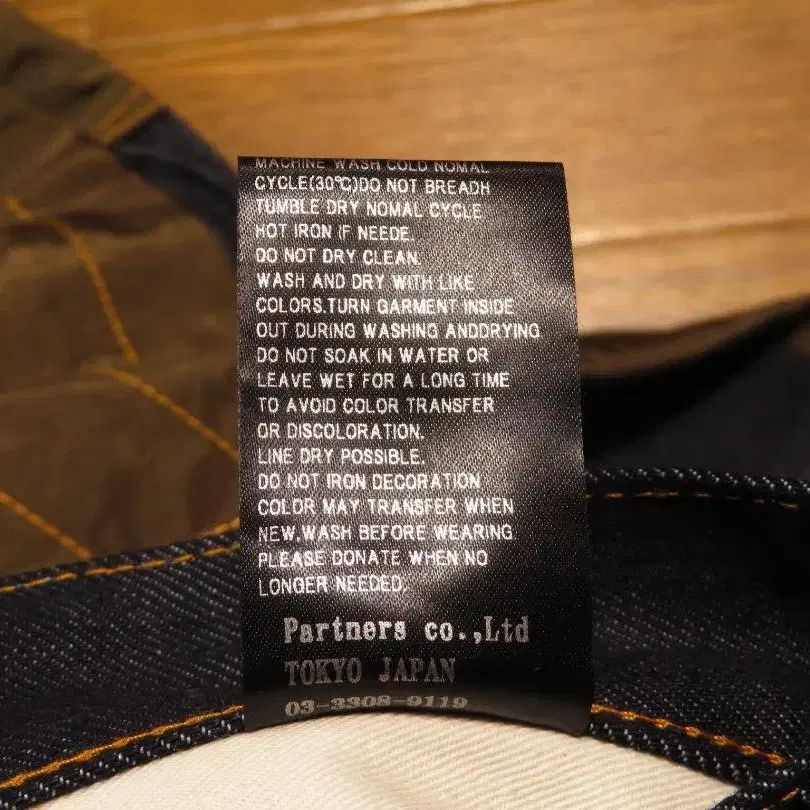 MACHINE WASH COLD NOMAL
CYCLE(30℃)DO NOT BREADH
TUMBLE DRY NOMAL CYCLE
HOT IRON IF NEEDE.
DO NOT DRY CLEAN.
WASH AND DRY WITH LIKE
COLORS.TURN GARMENT INSIDE
OUT DURING WASHING ANDDRYING
DO NOT SOAK IN WATER OR
LEAVE WET FOR A LONG TIME
TO AVOID COLOR TRANSFER
OR DISCOLORATION.
LINE DRY POSSIBLE.
DO NOT IRON DECORATION
COLOR MAY TRANSFER WHEN
NEW.WASH BEFORE WEARING
PLEASE DONATE WHEN NO
LONGER NEEDED.
Partners co.,Ltd
TOKYO JAPAN
03-3308-9119